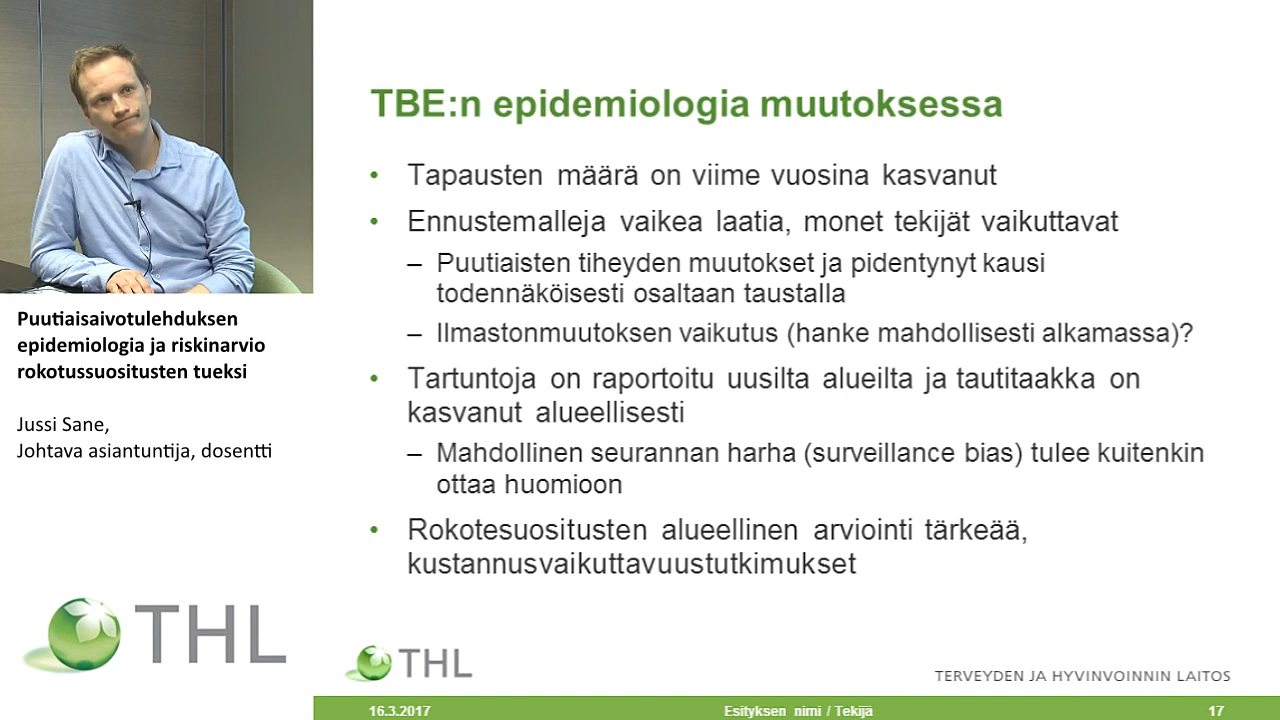 TBE:n epidemiologia muutoksessa
• Tapausten määrä on viime vuosina kasvanut
• Ennustemalleja vaikea laatia, monet tekijät vaikuttavat
– Puutiaisten tiheyden muutokset ja pidentynyt kausi
todennäköisesti osaltaan taustalla
– Ilmastonmuutoksen vaikutus (hanke mahdollisesti alkamassa)?
• Tartuntoja on raportoitu uusilta alueilta ja tautitaakka on
kasvanut alueellisesti
– Mahdollinen seurannan harha (surveillance bias) tulee kuitenkin
ottaa huomioon
• Rokotesuositusten alueellinen arviointi tärkeää,
kustannusvaikuttavuustutkimukset
Puutiaisaivotulehduksen
epidemiologia ja riskinarvio
rokotussuositusten tueksi
Jussi Sane,
Johtava asiantuntija, dosentti
THL
THL
TERVEYDEN JA HYVINVOINNIN LAITOS
16.3.2017 Esityksen nimi / Tekijä 17